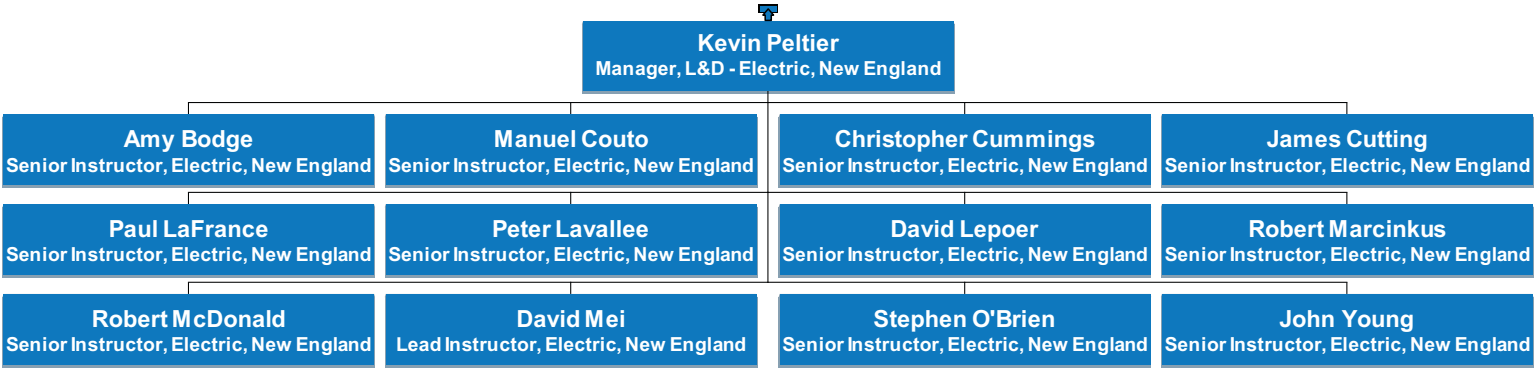 Kevin Peltier
Manager, L&D - Electric, New England
Amy Bodge
Senior Instructor, Electric, New England
Manuel Couto
Senior Instructor, Electric, New England
Christopher Cummings
Senior Instructor, Electric, New England
James Cutting
Senior Instructor, Electric, New England
Paul LaFrance
Senior Instructor, Electric, New England
Peter Lavallee
Senior Instructor, Electric, New England
David Lepoer
Senior Instructor, Electric, New England
Robert Marcinkus
Senior Instructor, Electric, New England
Robert McDonald
Senior Instructor, Electric, New England
David Mei
Lead Instructor, Electric, New England
Stephen O'Brien
Senior Instructor, Electric, New England
John Young
Senior Instructor, Electric, New England